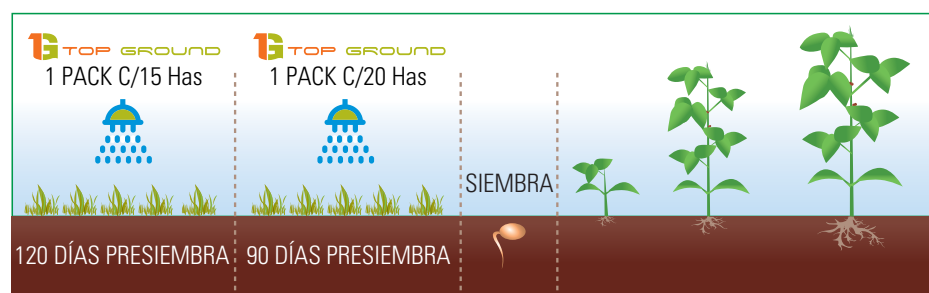 TOP GROUND
1 PACK C/15 Has
120 DÍAS PRESIEMBRA
TOP GROUND
1 PACK C/20 Has
90 DÍAS PRESIEMBRA
SIEMBRA